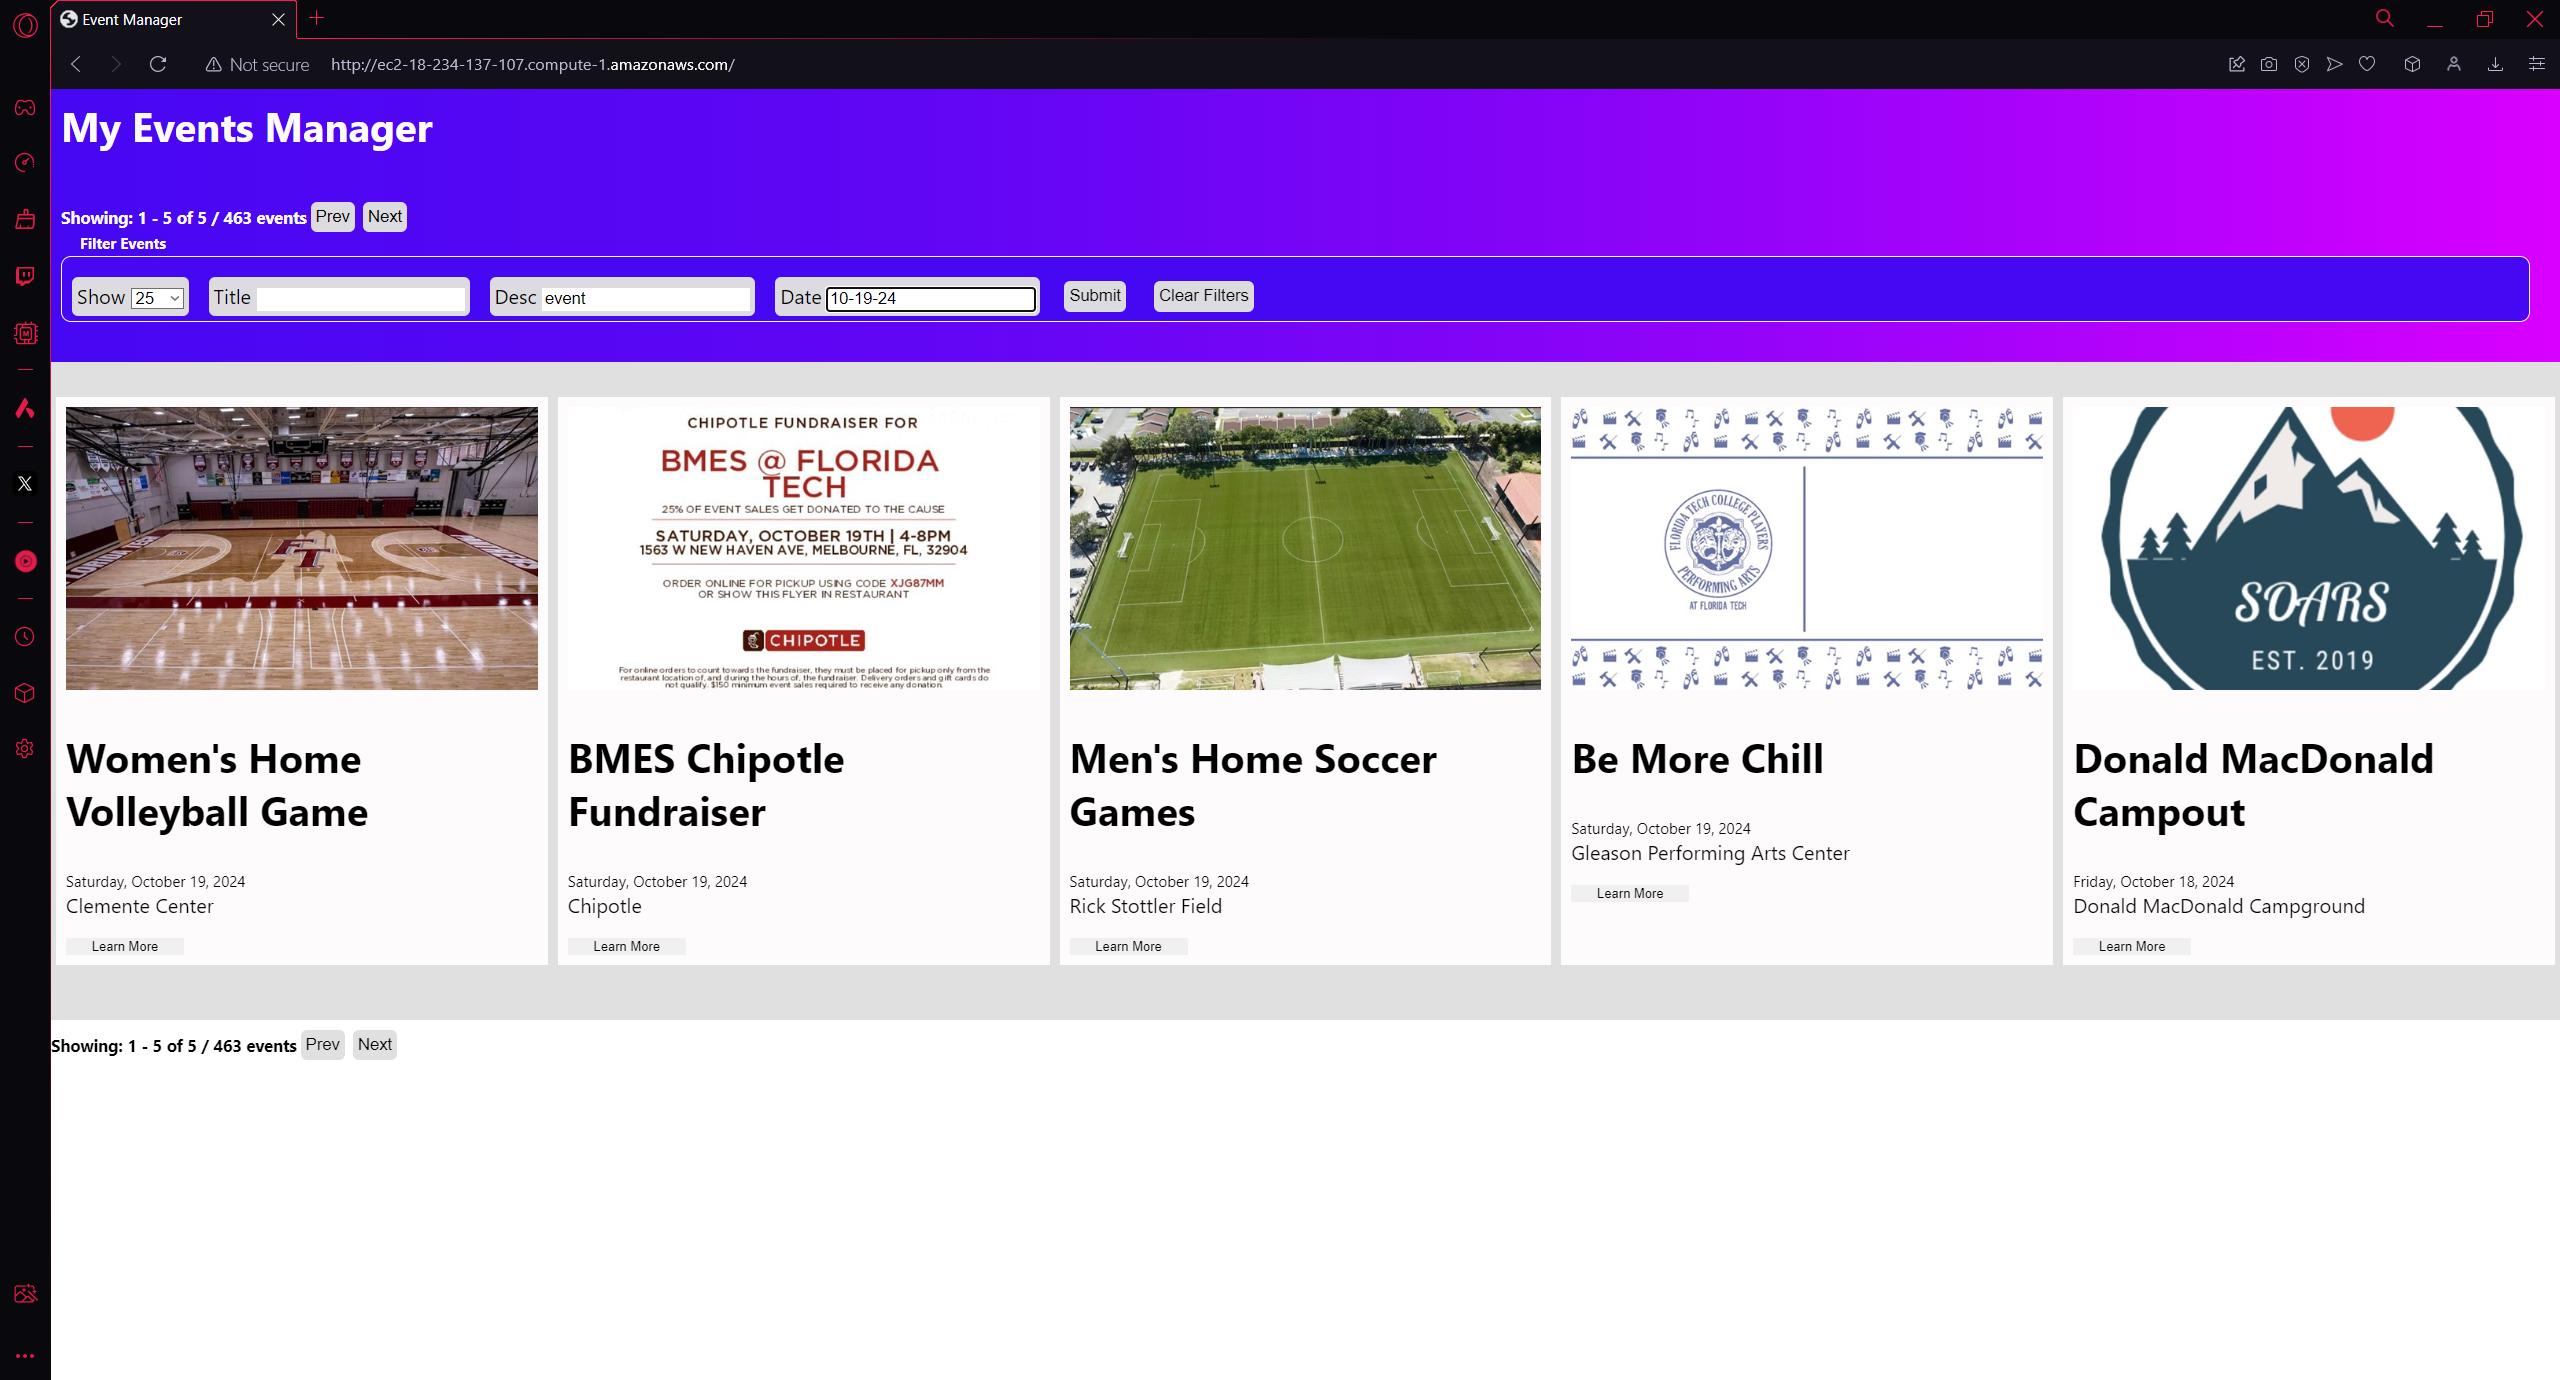 Event Manager
Not secure http://ec2-18-234-137-107.compute-1.amazonaws.com/
My Events Manager
Showing: 1 - 5 of 5 / 463 events Prev Next
Filter Events
Show 25 Title Desc event Date 10-19-24 Submit Clear Filters
FLORIDA TECH
FT
Women's Home
Volleyball Game
Saturday, October 19, 2024
Clemente Center
Learn More
CHIPOTLE FUNDRAISER FOR
BMES @ FLORIDA
TECH
25% OF EVENT SALES GET DONATED TO THE CAUSE
SATURDAY, OCTOBER 19TH | 4-8PM
1563 W NEW HAVEN AVE, MELBOURNE, FL, 32904
ORDER ONLINE FOR PICKUP USING CODE XJG87MM
OR SHOW THIS FLYER IN RESTAURANT
CHIPOTLE
For online orders to count towards the fundraiser, they must be placed for pickup only from the
restaurant location of, and during the hours of, the fundraiser. Delivery orders and gift cards do
not qualify. $150 minimum event sales required to receive any donation.
BMES Chipotle
Fundraiser
Saturday, October 19, 2024
Chipotle
Learn More
Men's Home Soccer
Games
Saturday, October 19, 2024
Rick Stottler Field
Learn More
FLORIDA TECH COLLEGE PLAYERS
PERFORMING ARTS
AT FLORIDA TECH
Be More Chill
Saturday, October 19, 2024
Gleason Performing Arts Center
Learn More
SOARS
EST. 2019
Donald MacDonald
Campout
Friday, October 18, 2024
Donald MacDonald Campground
Learn More
Showing: 1 - 5 of 5 / 463 events Prev Next